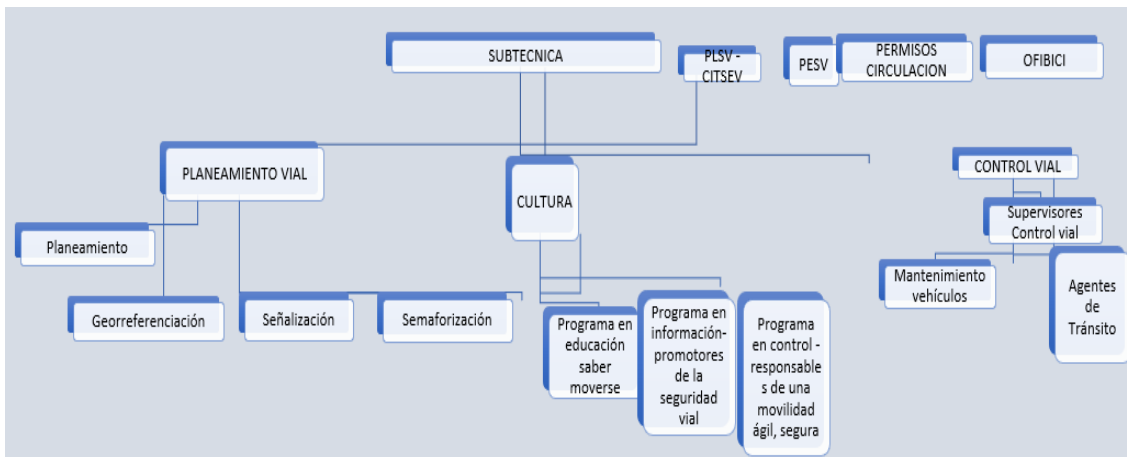 SUBTECNICA
PLSV -
CITSEV
PESV
PERMISOS
CIRCULACION
OFIBICI
PLANEAMIENTO VIAL
CULTURA
CONTROL VIAL
Supervisores
Control vial
Planeamiento
Mantenimiento
vehículos
Agentes
de
Tránsito
Georreferenciación
Señalización
Semaforización
Programa en
educación
saber
moverse
Programa en
información-
promotores
de la
seguridad
vial
Programa
en control -
responsable
s de una
movilidad
ágil, segura